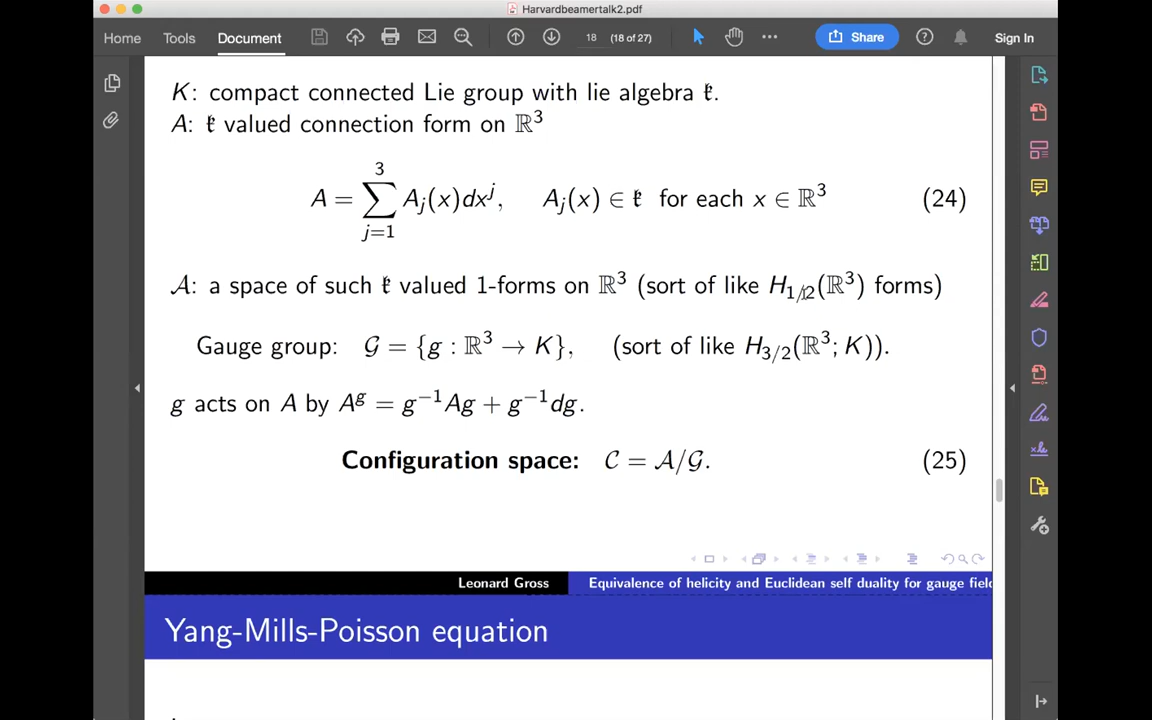 Harvardbeamertalk2.pdf
Home Tools Document 18 (18 of 27) Share Sign In
K: compact connected Lie group with lie algebra 𝔨.
A: 𝔨 valued connection form on ℝ³
A = ∑_{j=1}^{3} A_j(x)dx^j, A_j(x) ∈ 𝔨 for each x ∈ ℝ³ (24)
𝒜: a space of such 𝔨 valued 1-forms on ℝ³ (sort of like H_{1/2}(ℝ³) forms)
Gauge group: 𝒢 = {g : ℝ³ → K}, (sort of like H_{3/2}(ℝ³; K)).
g acts on A by A^g = g⁻¹Ag + g⁻¹dg.
Configuration space: 𝒞 = 𝒜/𝒢. (25)
Leonard Gross Equivalence of helicity and Euclidean self duality for gauge field
Yang-Mills-Poisson equation